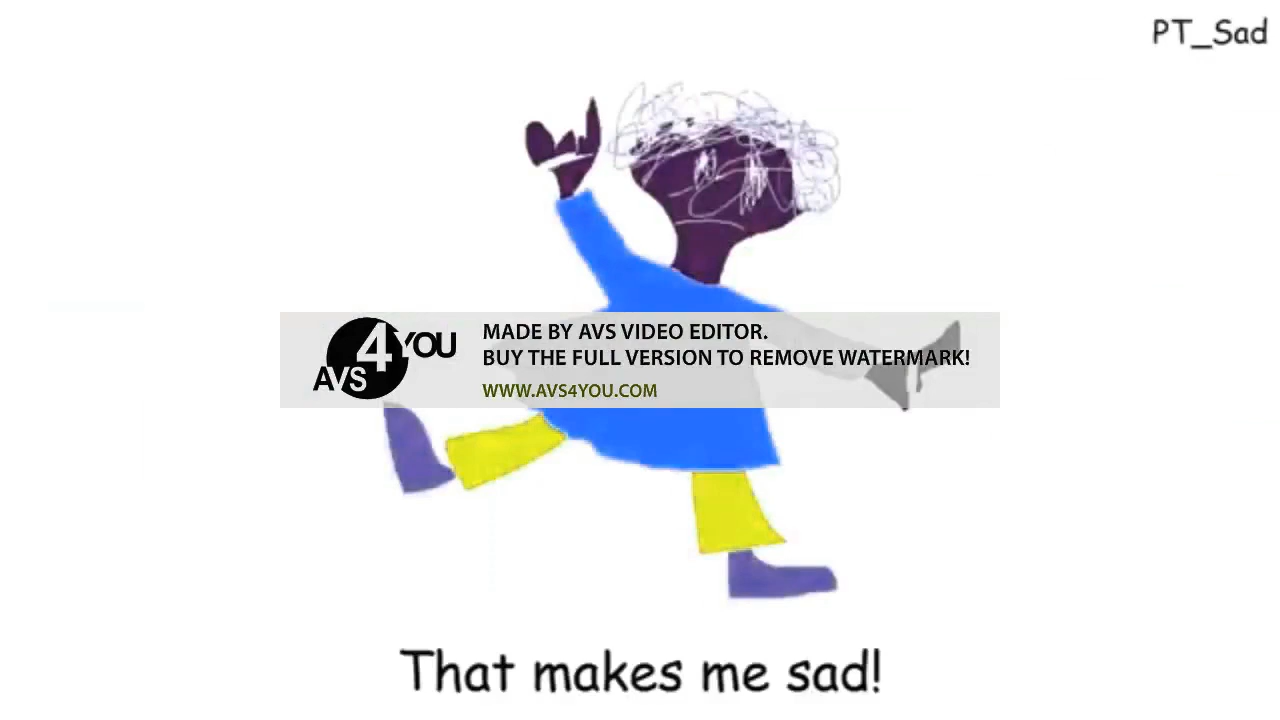 PT_Sad
AVS4YOU
MADE BY AVS VIDEO EDITOR.
BUY THE FULL VERSION TO REMOVE WATERMARK!
WWW.AVS4YOU.COM
That makes me sad!